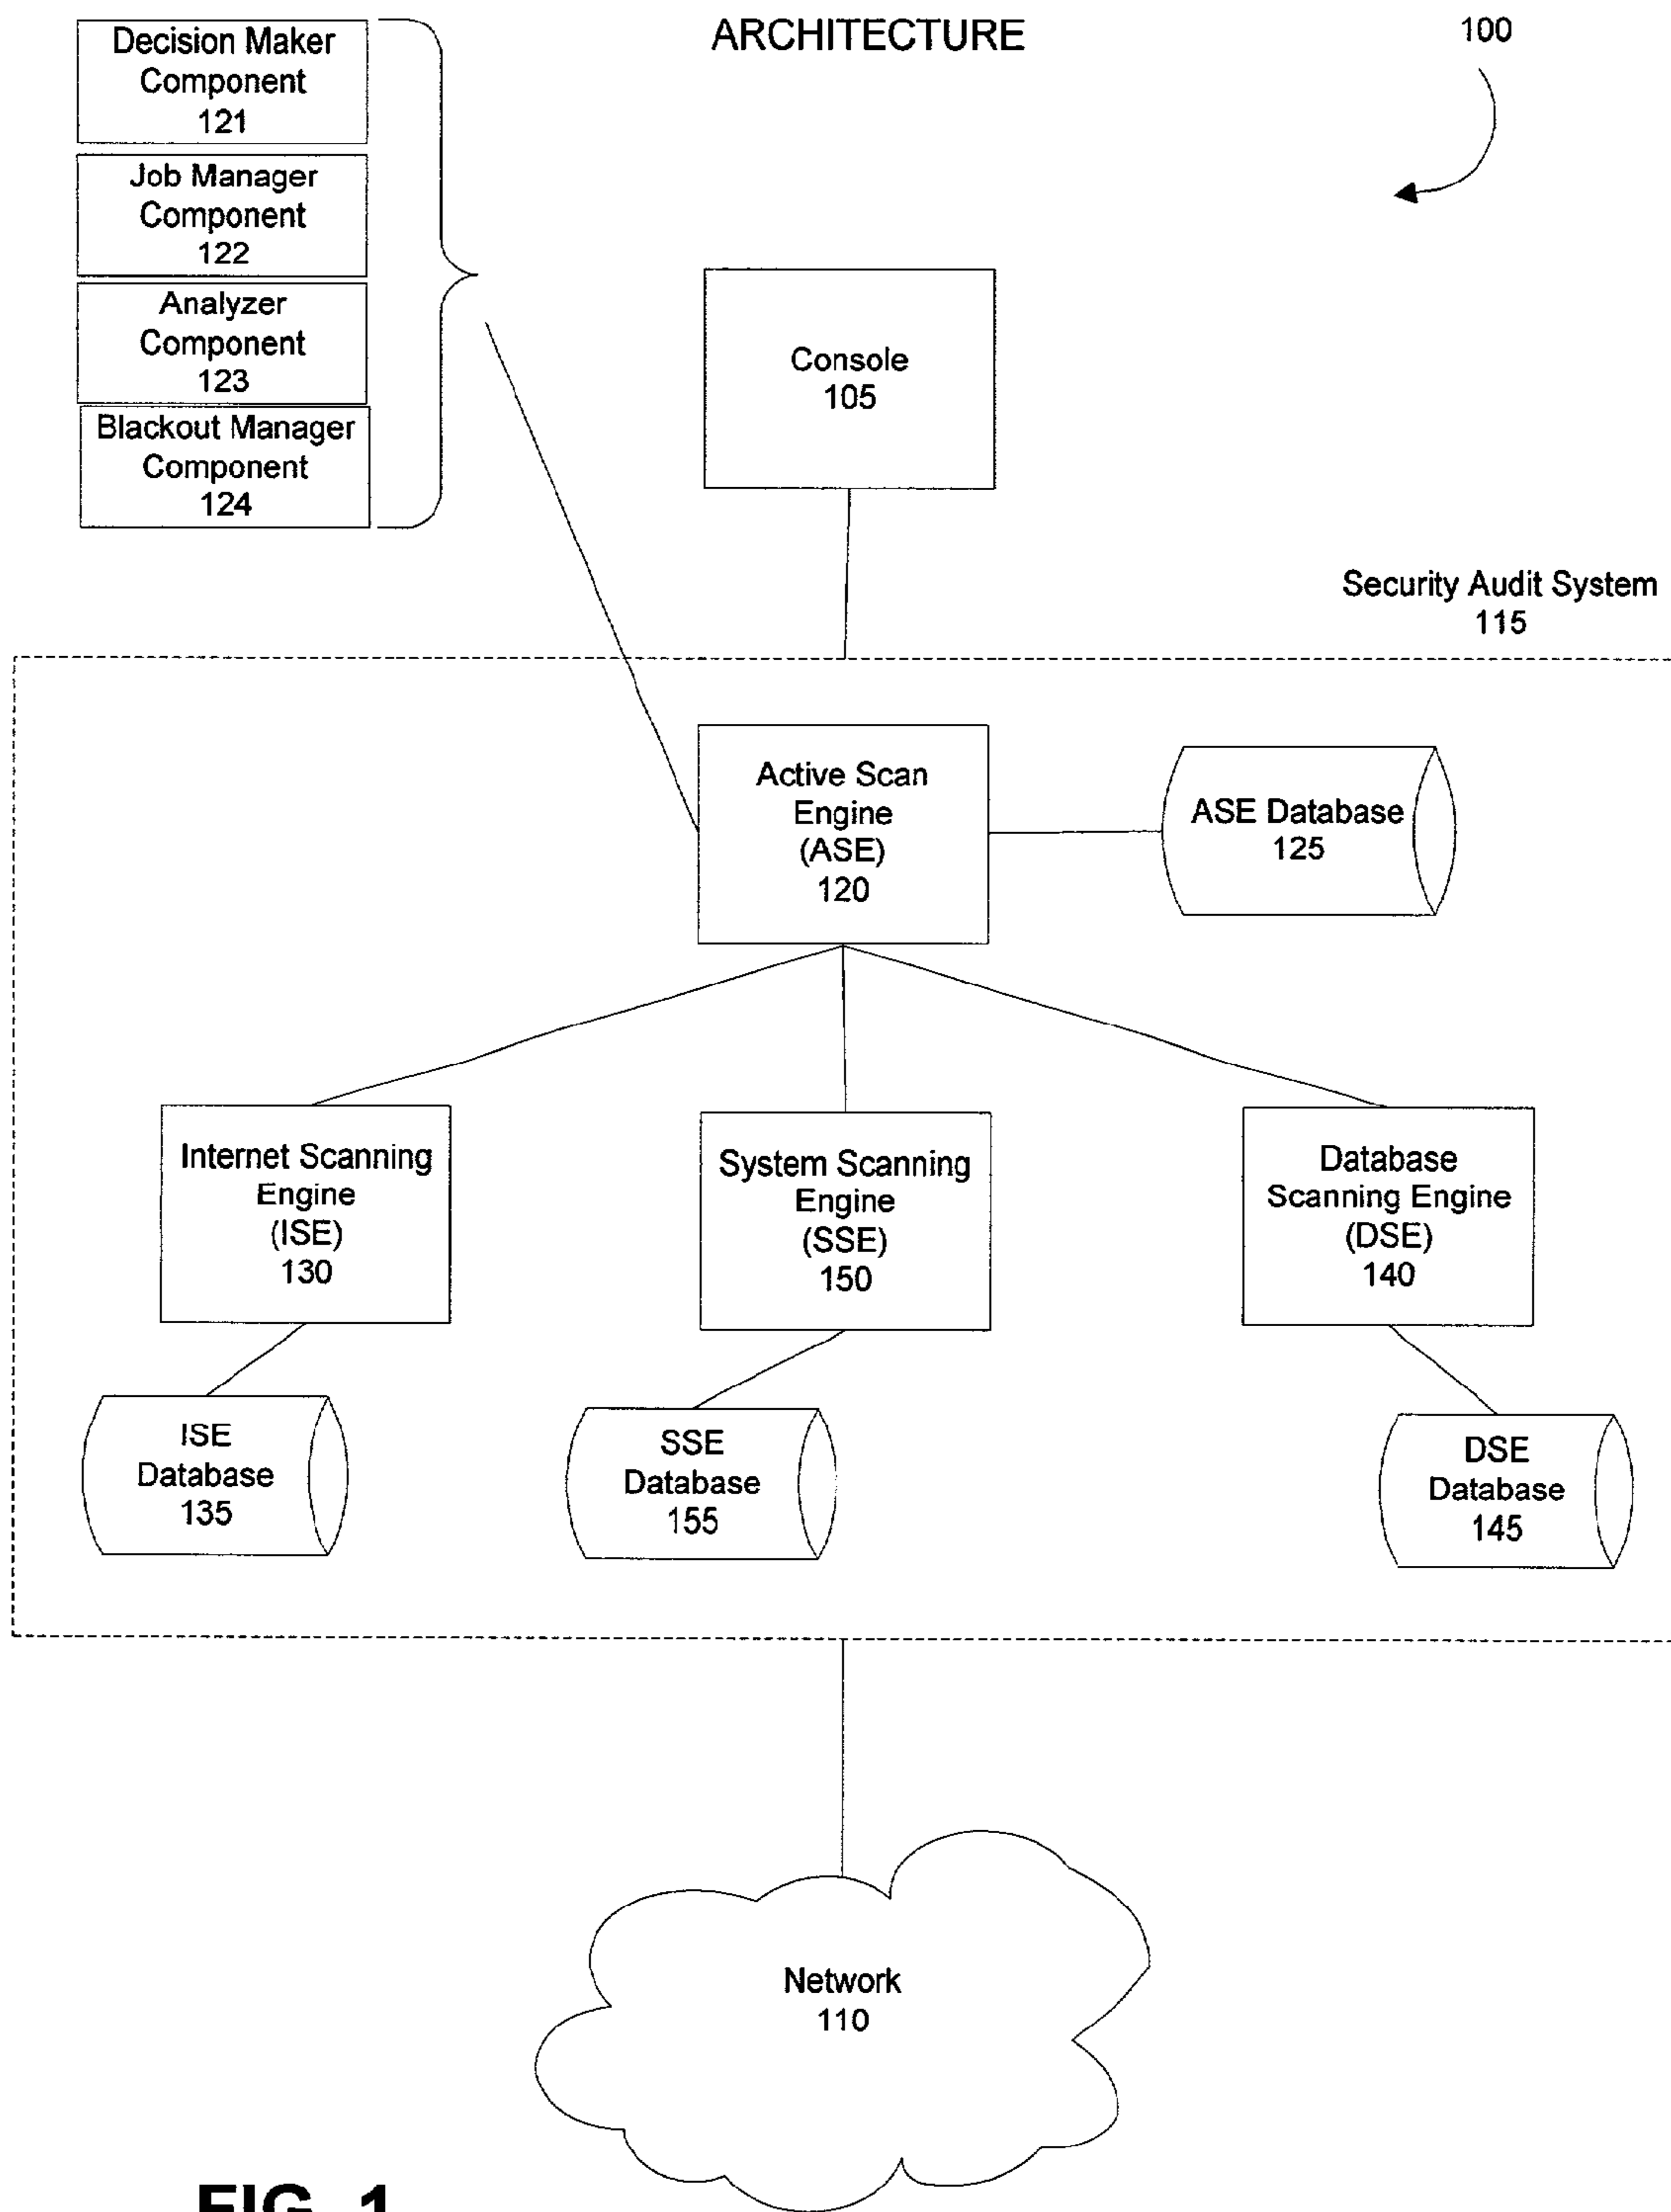 ARCHITECTURE
100
Decision Maker
Component
121
Job Manager
Component
122
Analyzer
Component
123
Blackout Manager
Component
124
Console
105
Security Audit System
115
Active Scan
Engine
(ASE)
120
ASE Database
125
Internet Scanning
Engine
(ISE)
130
System Scanning
Engine
(SSE)
150
Database
Scanning Engine
(DSE)
140
ISE
Database
135
SSE
Database
155
DSE
Database
145
Network
110
FIG. 1